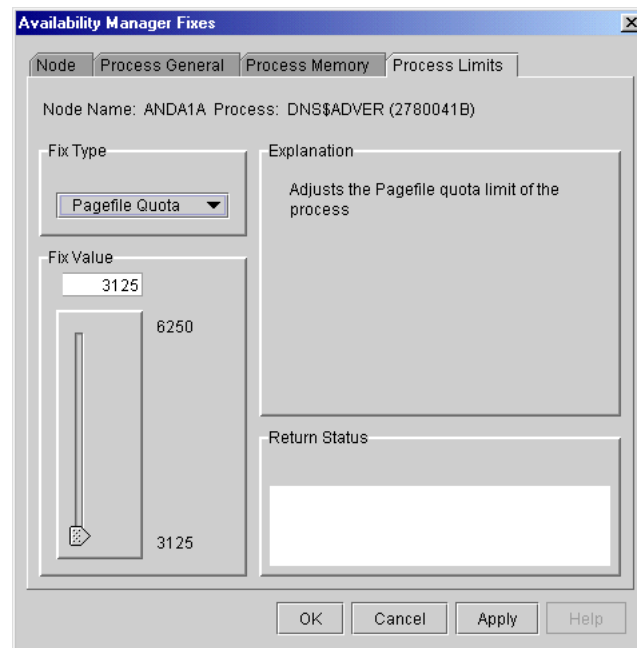 Availability Manager Fixes
Node Process General Process Memory Process Limits
Node Name: ANDA1A Process: DNS$ADVER (2780041B)
Fix Type
Pagefile Quota
Explanation
Adjusts the Pagefile quota limit of the
process
Fix Value
3125
6250
3125
Return Status
OK Cancel Apply Help